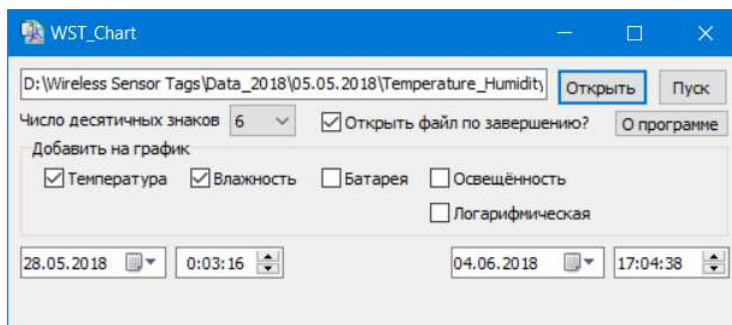 WST_Chart
D:\Wireless Sensor Tags\Data_2018\05.05.2018\Temperature_Humidity
Открыть Пуск
Число десятичных знаков 6 Открыть файл по завершению? О программе
Добавить на график
Температура Влажность Батарея Освещённость
Логарифмическая
28.05.2018 0:03:16 04.06.2018 17:04:38